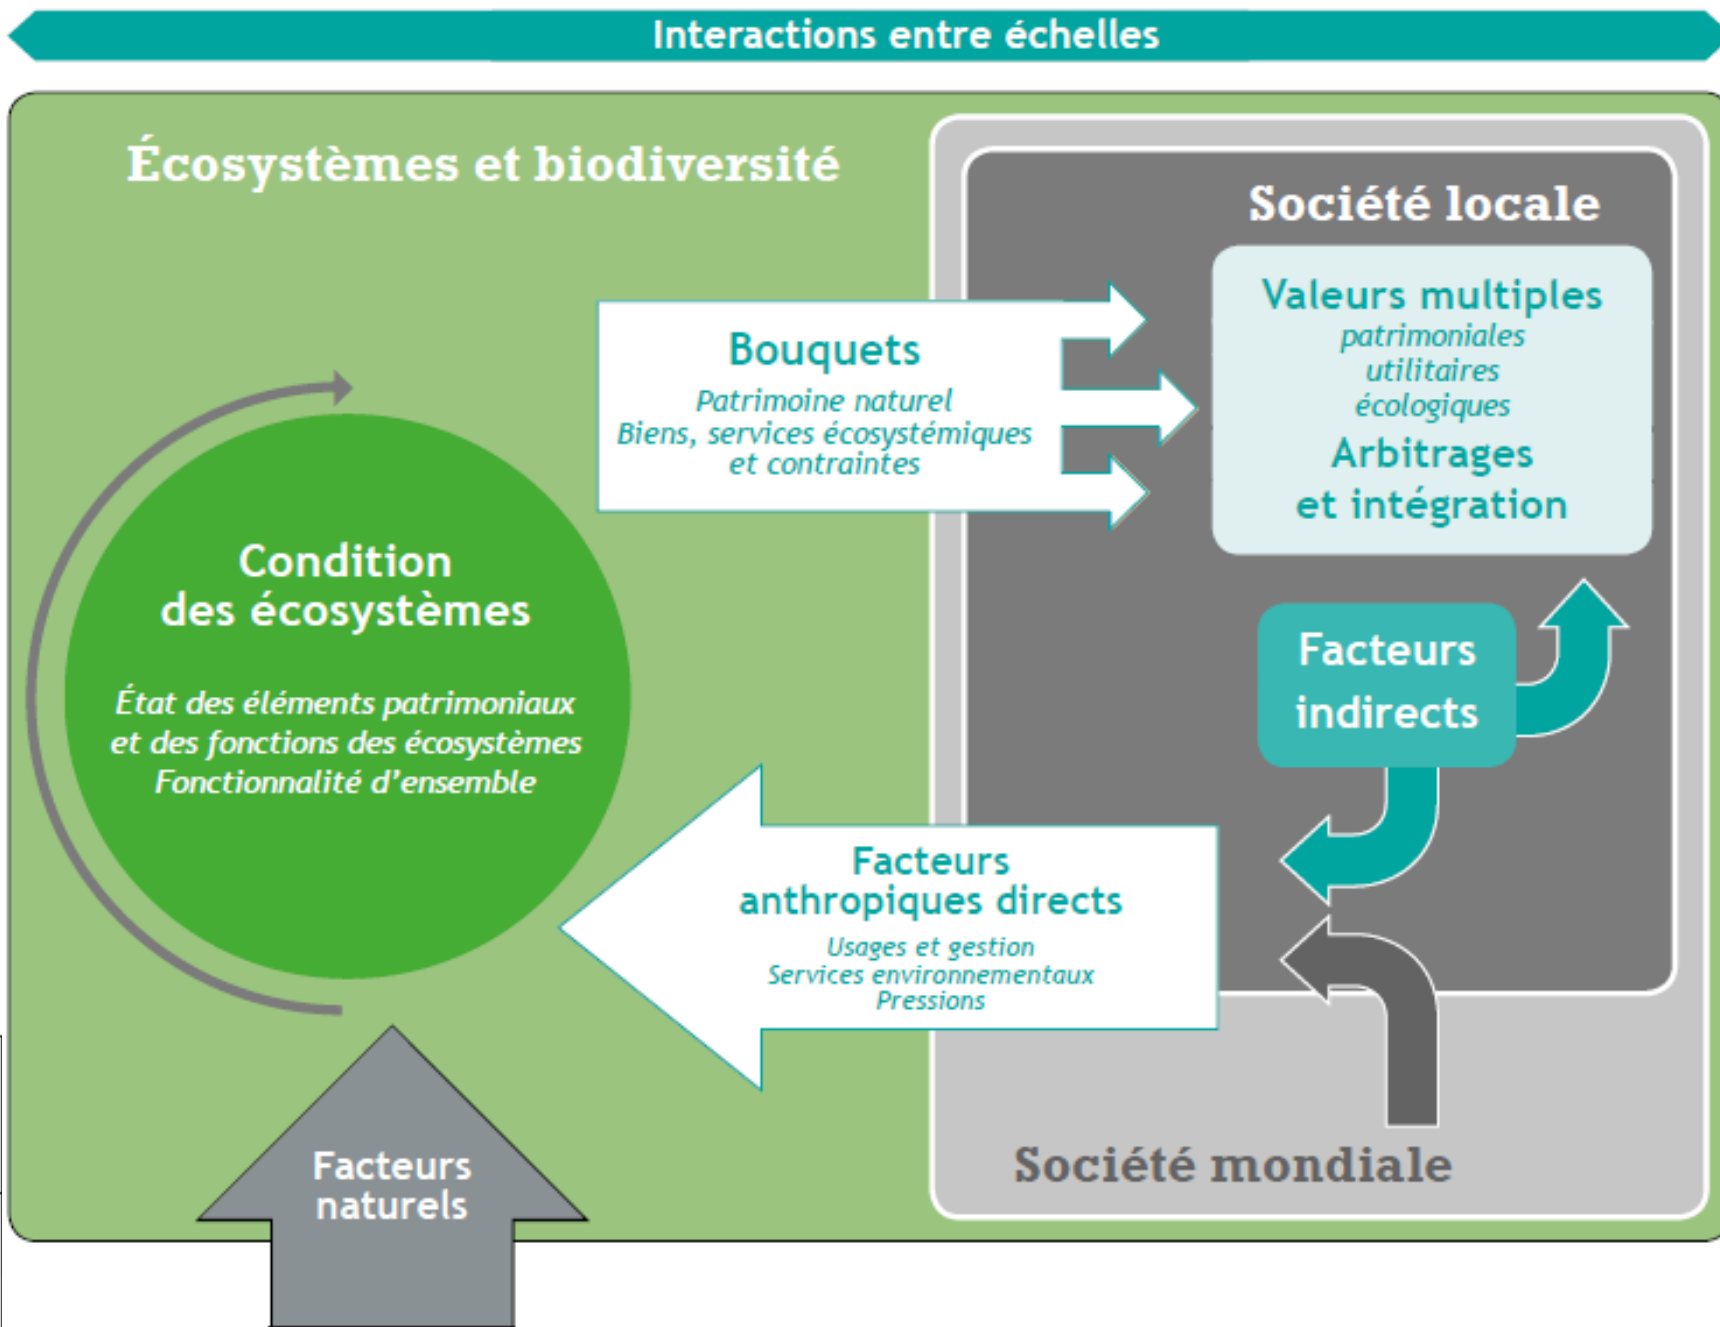 Interactions entre échelles
Écosystèmes et biodiversité
Société locale
Valeurs multiples
patrimoniales
utilitaires
écologiques
Arbitrages
et intégration
Bouquets
Patrimoine naturel
Biens, services écosystémiques
et contraintes
Condition
des écosystèmes
État des éléments patrimoniaux
et des fonctions des écosystèmes
Fonctionnalité d'ensemble
Facteurs
indirects
Facteurs
anthropiques directs
Usages et gestion
Services environnementaux
Pressions
Facteurs
naturels
Société mondiale